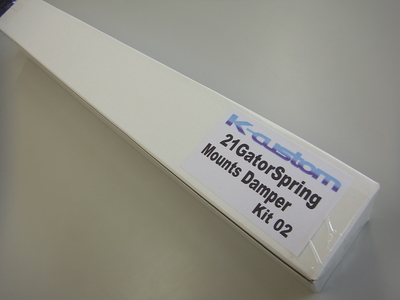 K-custom
21GatorSpring
Mounts Damper
Kit 02